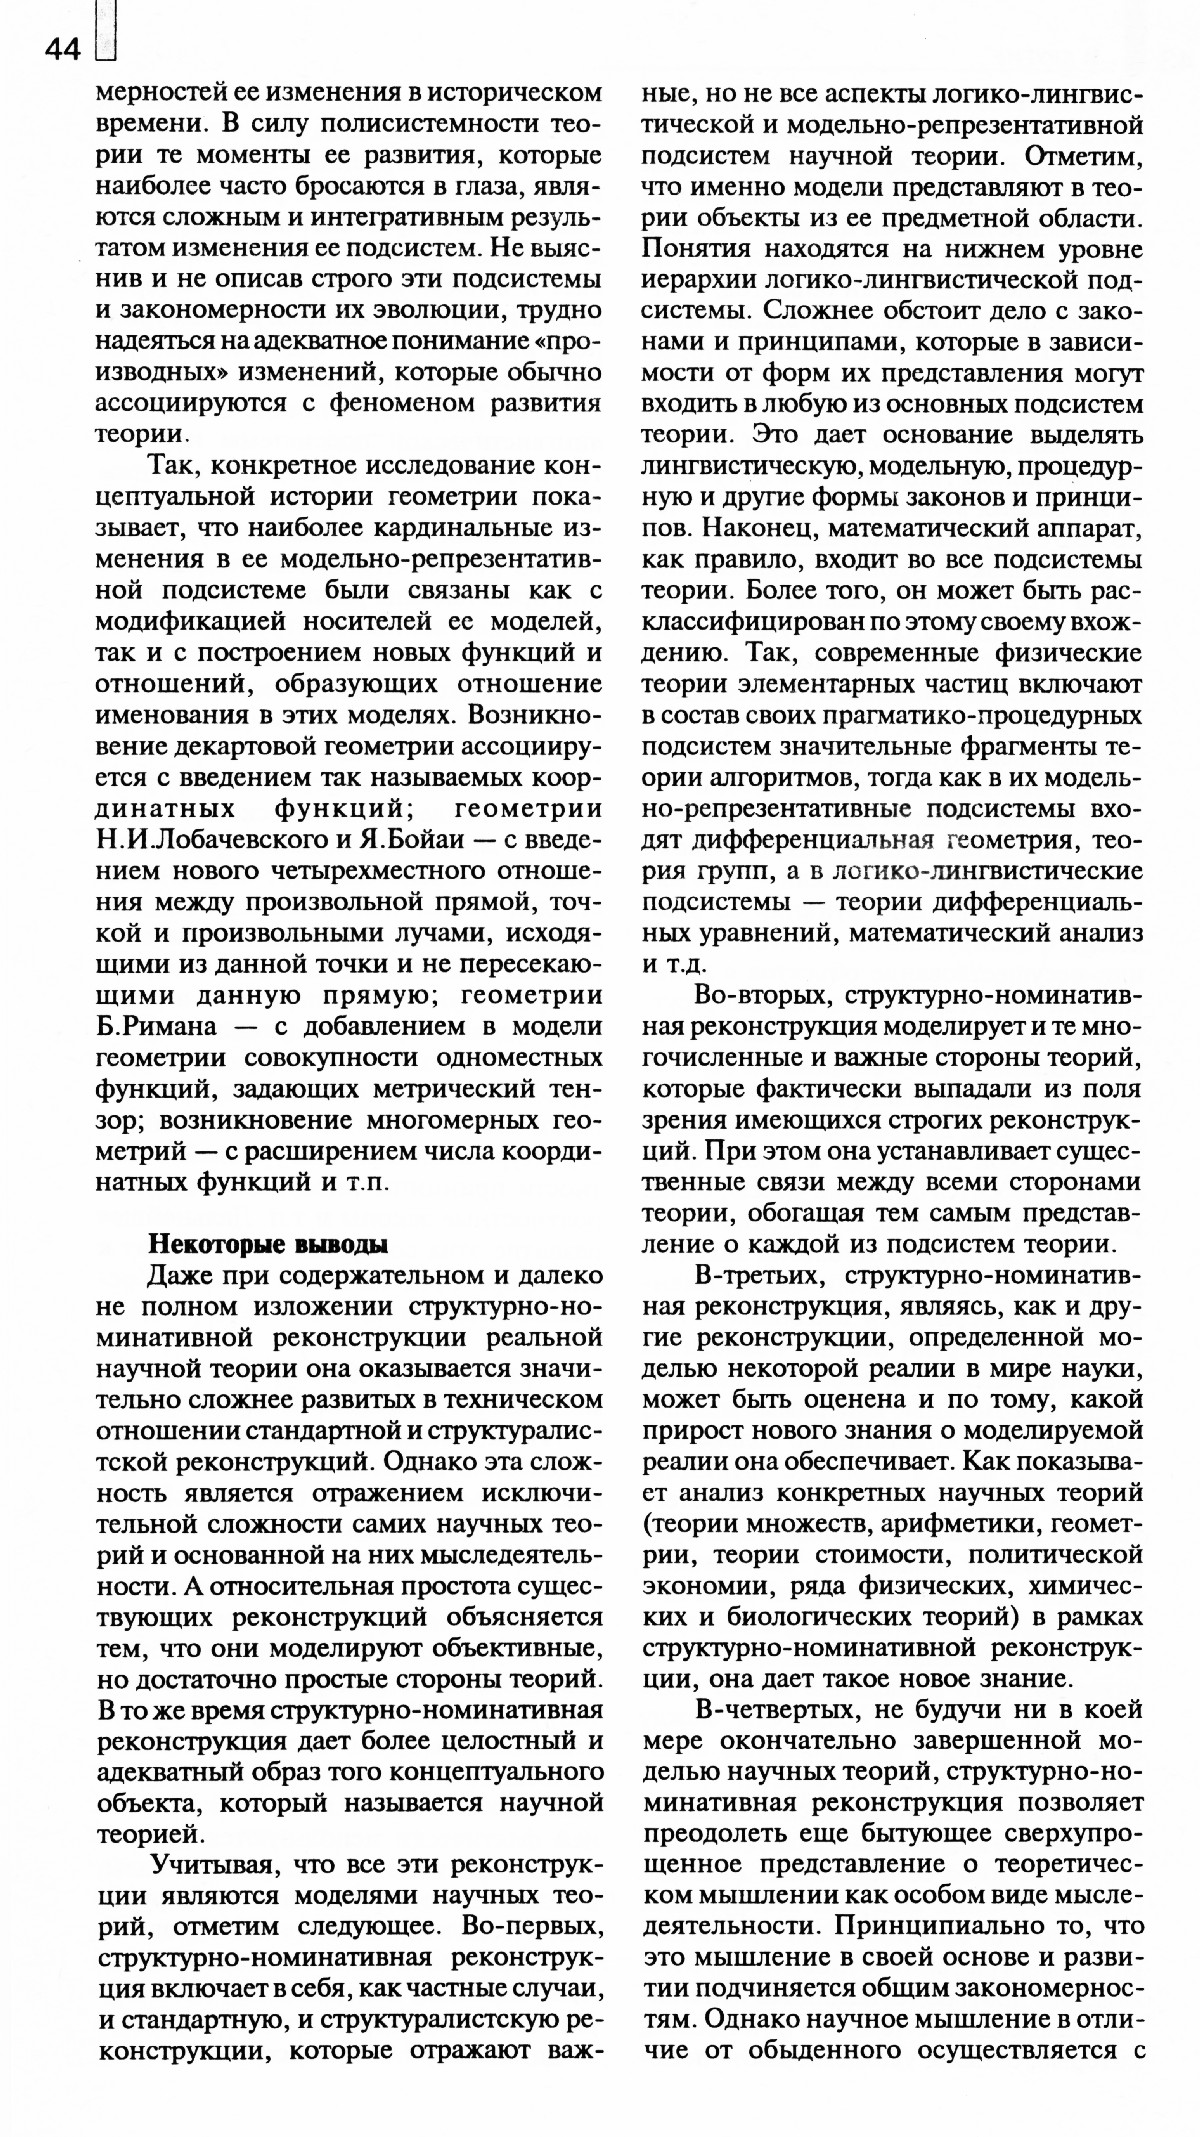 44
мерностей ее изменения в историческом
времени. В силу полисистемности тео-
рии те моменты ее развития, которые
наиболее часто бросаются в глаза, явля-
ются сложным и интегративным резуль-
татом изменения ее подсистем. Не выяс-
нив и не описав строго эти подсистемы
и закономерности их эволюции, трудно
надеяться на адекватное понимание «про-
изводных» изменений, которые обычно
ассоциируются с феноменом развития
теории.
Так, конкретное исследование кон-
цептуальной истории геометрии пока-
зывает, что наиболее кардинальные из-
менения в ее модельно-репрезентатив-
ной подсистеме были связаны как с
модификацией носителей ее моделей,
так и с построением новых функций и
отношений, образующих отношение
именования в этих моделях. Возникно-
вение декартовой геометрии ассоцииру-
ется с введением так называемых коор-
динатных функций; геометрии
Н.И.Лобачевского и Я.Бойаи — с введе-
нием нового четырехместного отноше-
ния между произвольной прямой, точ-
кой и произвольными лучами, исходя-
щими из данной точки и не пересекаю-
щими данную прямую; геометрии
Б.Римана — с добавлением в модели
геометрии совокупности одноместных
функций, задающих метрический тен-
зор; возникновение многомерных гео-
метрий — с расширением числа коорди-
натных функций и т.п.
Некоторые выводы
Даже при содержательном и далеко
не полном изложении структурно-но-
минативной реконструкции реальной
научной теории она оказывается значи-
тельно сложнее развитых в техническом
отношении стандартной и структуралис-
тской реконструкций. Однако эта слож-
ность является отражением исключи-
тельной сложности самих научных тео-
рий и основанной на них мыследеятель-
ности. А относительная простота сущес-
твующих реконструкций объясняется
тем, что они моделируют объективные,
но достаточно простые стороны теорий.
В то же время структурно-номинативная
реконструкция дает более целостный и
адекватный образ того концептуального
объекта, который называется научной
теорией.
Учитывая, что все эти реконструк-
ции являются моделями научных тео-
рий, отметим следующее. Во-первых,
структурно-номинативная реконструк-
ция включает в себя, как частные случаи,
и стандартную, и структуралистскую ре-
конструкции, которые отражают важ-
ные, но не все аспекты логико-лингвис-
тической и модельно-репрезентативной
подсистем научной теории. Отметим,
что именно модели представляют в тео-
рии объекты из ее предметной области.
Понятия находятся на нижнем уровне
иерархии логико-лингвистической под-
системы. Сложнее обстоит дело с зако-
нами и принципами, которые в зависи-
мости от форм их представления могут
входить в любую из основных подсистем
теории. Это дает основание выделять
лингвистическую, модельную, процедур-
ную и другие формы законов и принци-
пов. Наконец, математический аппарат,
как правило, входит во все подсистемы
теории. Более того, он может быть рас-
классифицирован по этому своему вхож-
дению. Так, современные физические
теории элементарных частиц включают
в состав своих прагматико-процедурных
подсистем значительные фрагменты те-
ории алгоритмов, тогда как в их модель-
но-репрезентативные подсистемы вхо-
дят дифференциальная геометрия, тео-
рия групп, а в логико-лингвистические
подсистемы — теории дифференциаль-
ных уравнений, математический анализ
и т.д.
Во-вторых, структурно-номинатив-
ная реконструкция моделирует и те мно-
гочисленные и важные стороны теорий,
которые фактически выпадали из поля
зрения имеющихся строгих реконструк-
ций. При этом она устанавливает сущес-
твенные связи между всеми сторонами
теории, обогащая тем самым представ-
ление о каждой из подсистем теории.
В-третьих, структурно-номинатив-
ная реконструкция, являясь, как и дру-
гие реконструкции, определенной мо-
делью некоторой реалии в мире науки,
может быть оценена и по тому, какой
прирост нового знания о моделируемой
реалии она обеспечивает. Как показыва-
ет анализ конкретных научных теорий
(теории множеств, арифметики, геомет-
рии, теории стоимости, политической
экономии, ряда физических, химичес-
ких и биологических теорий) в рамках
структурно-номинативной реконструк-
ции, она дает такое новое знание.
В-четвертых, не будучи ни в коей
мере окончательно завершенной мо-
делью научных теорий, структурно-но-
минативная реконструкция позволяет
преодолеть еще бытующее сверхупро-
щенное представление о теоретичес-
ком мышлении как особом виде мысле-
деятельности. Принципиально то, что
это мышление в своей основе и разви-
тии подчиняется общим закономернос-
тям. Однако научное мышление в отли-
чие от обыденного осуществляется с